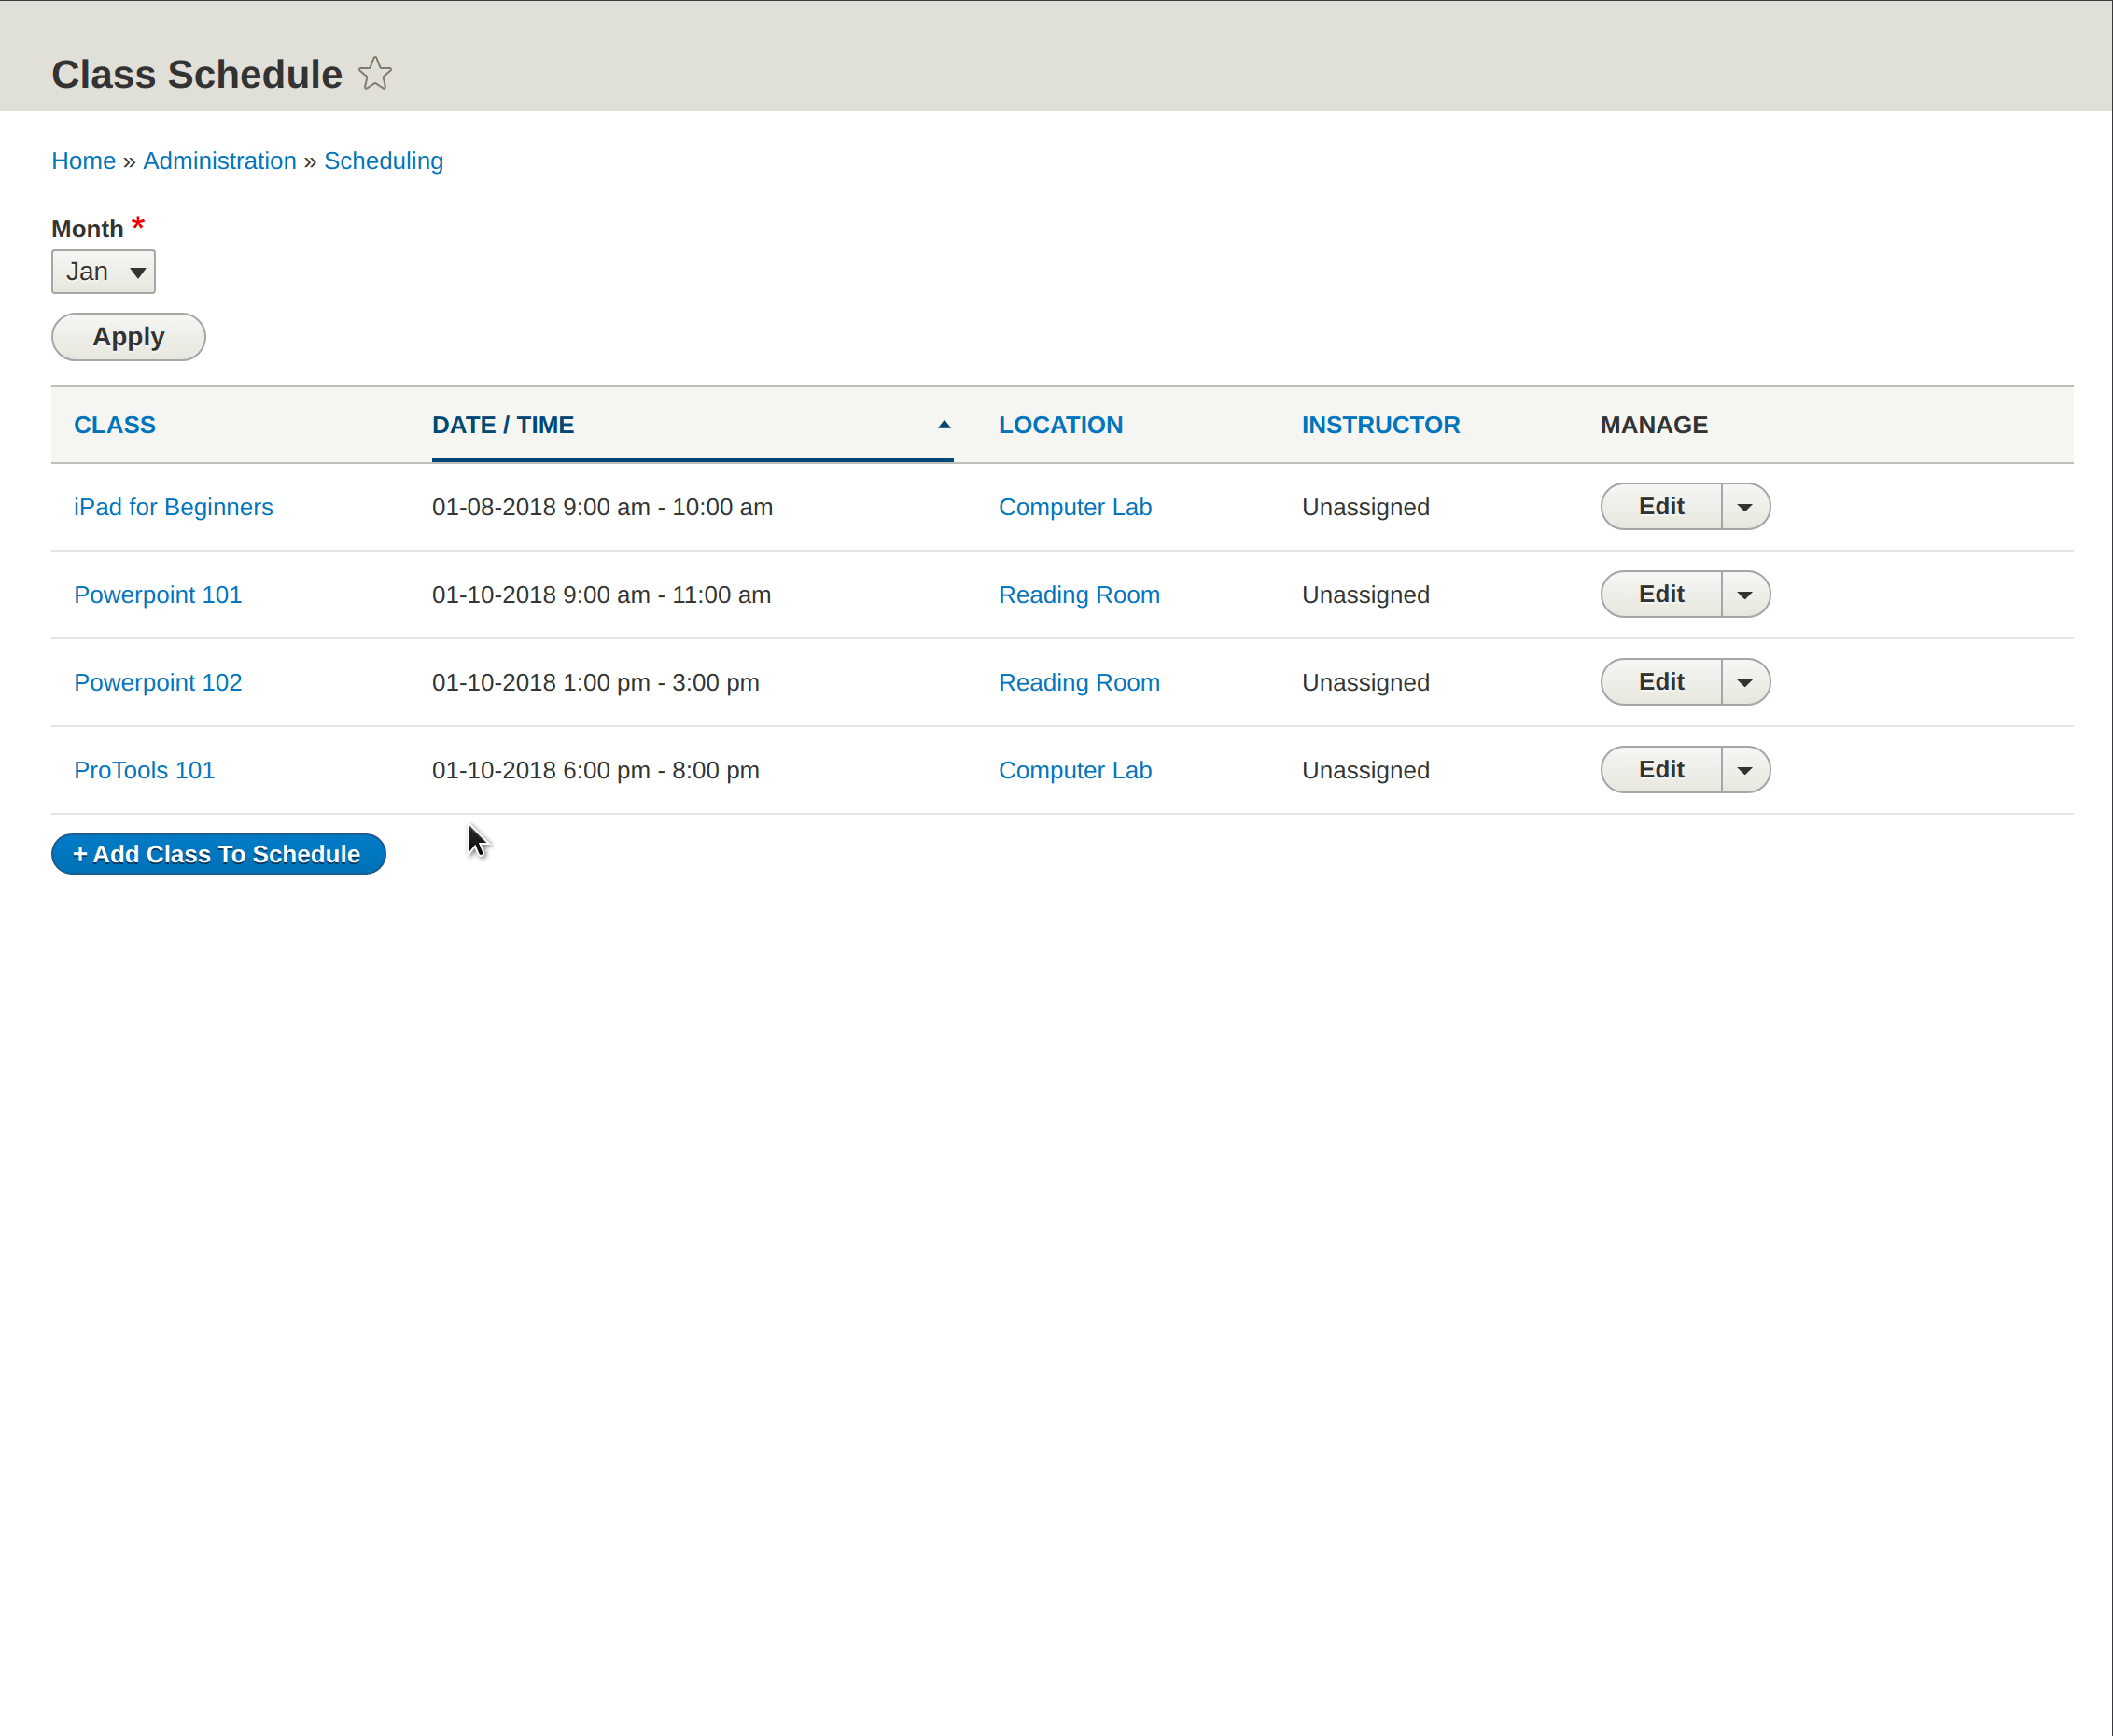 Class Schedule
Home » Administration » Scheduling
Month *
Jan
Apply
CLASS DATE / TIME LOCATION INSTRUCTOR MANAGE
iPad for Beginners 01-08-2018 9:00 am - 10:00 am Computer Lab Unassigned Edit
Powerpoint 101 01-10-2018 9:00 am - 11:00 am Reading Room Unassigned Edit
Powerpoint 102 01-10-2018 1:00 pm - 3:00 pm Reading Room Unassigned Edit
ProTools 101 01-10-2018 6:00 pm - 8:00 pm Computer Lab Unassigned Edit
+ Add Class To Schedule